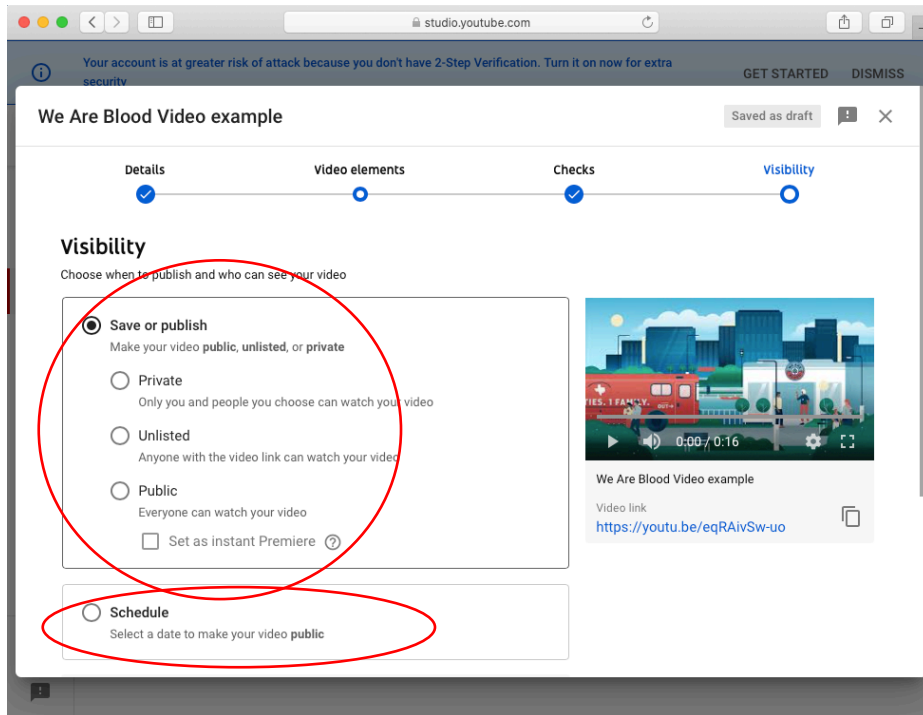 studio.youtube.com
Your account is at greater risk of attack because you don't have 2-Step Verification. Turn it on now for extra
security
GET STARTED DISMISS
We Are Blood Video example
Saved as draft
Details Video elements Checks Visibility
Visibility
Choose when to publish and who can see your video
Save or publish
Make your video public, unlisted, or private
Private
Only you and people you choose can watch your video
Unlisted
Anyone with the video link can watch your video
Public
Everyone can watch your video
Set as instant Premiere
Schedule
Select a date to make your video public
TIES. 1 FAMILY.
0:00 / 0:16
We Are Blood Video example
Video link
https://youtu.be/eqRAivSw-uo